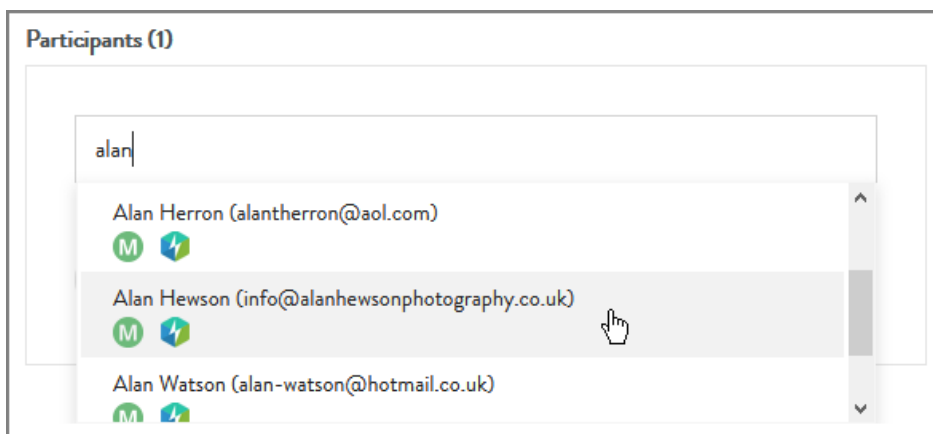 Participants (1)
alan
Alan Herron (alantherron@aol.com)
M
Alan Hewson (info@alanhewsonphotography.co.uk)
M
Alan Watson (alan-watson@hotmail.co.uk)
M